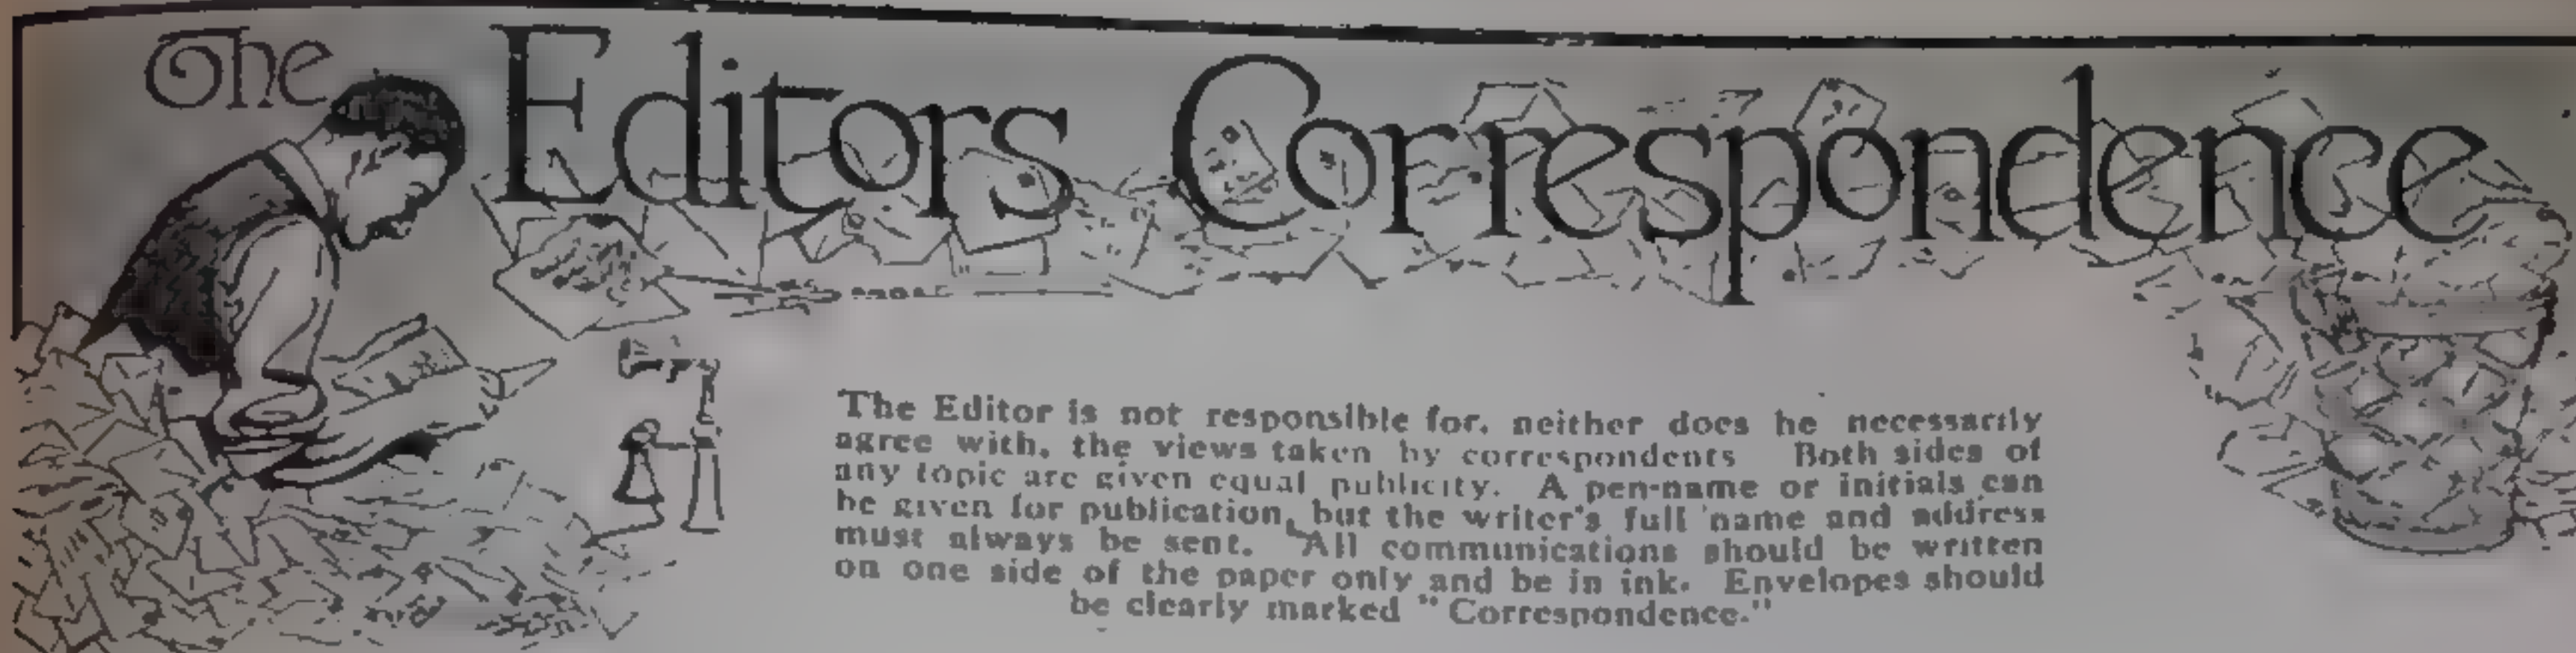 The Editors Correspondence
The Editor is not responsible for, neither does he necessarily
agree with, the views taken by correspondents Both sides of
any topic are given equal publicity. A pen-name or initials can
be given for publication, but the writer's full name and address
must always be sent. All communications should be written
on one side of the paper only and be in ink. Envelopes should
be clearly marked "Correspondence."